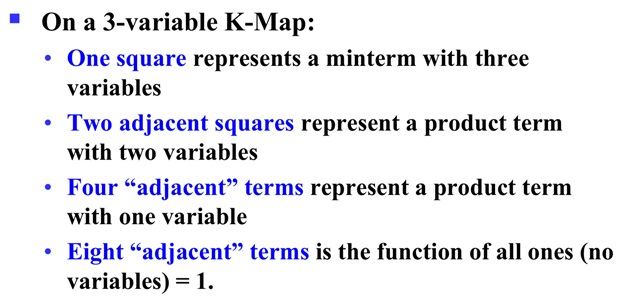 ▪ On a 3-variable K-Map:
• One square represents a minterm with three
variables
• Two adjacent squares represent a product term
with two variables
• Four “adjacent” terms represent a product term
with one variable
• Eight “adjacent” terms is the function of all ones (no
variables) = 1.